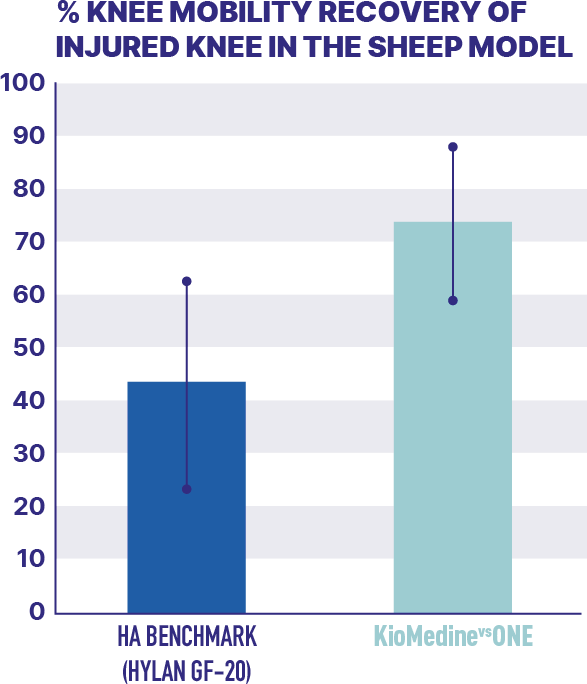 % KNEE MOBILITY RECOVERY OF
INJURED KNEE IN THE SHEEP MODEL
100
90
80
70
60
50
40
30
20
10
0
HA BENCHMARK
(HYLAN GF-20)
KioMedinevsONE